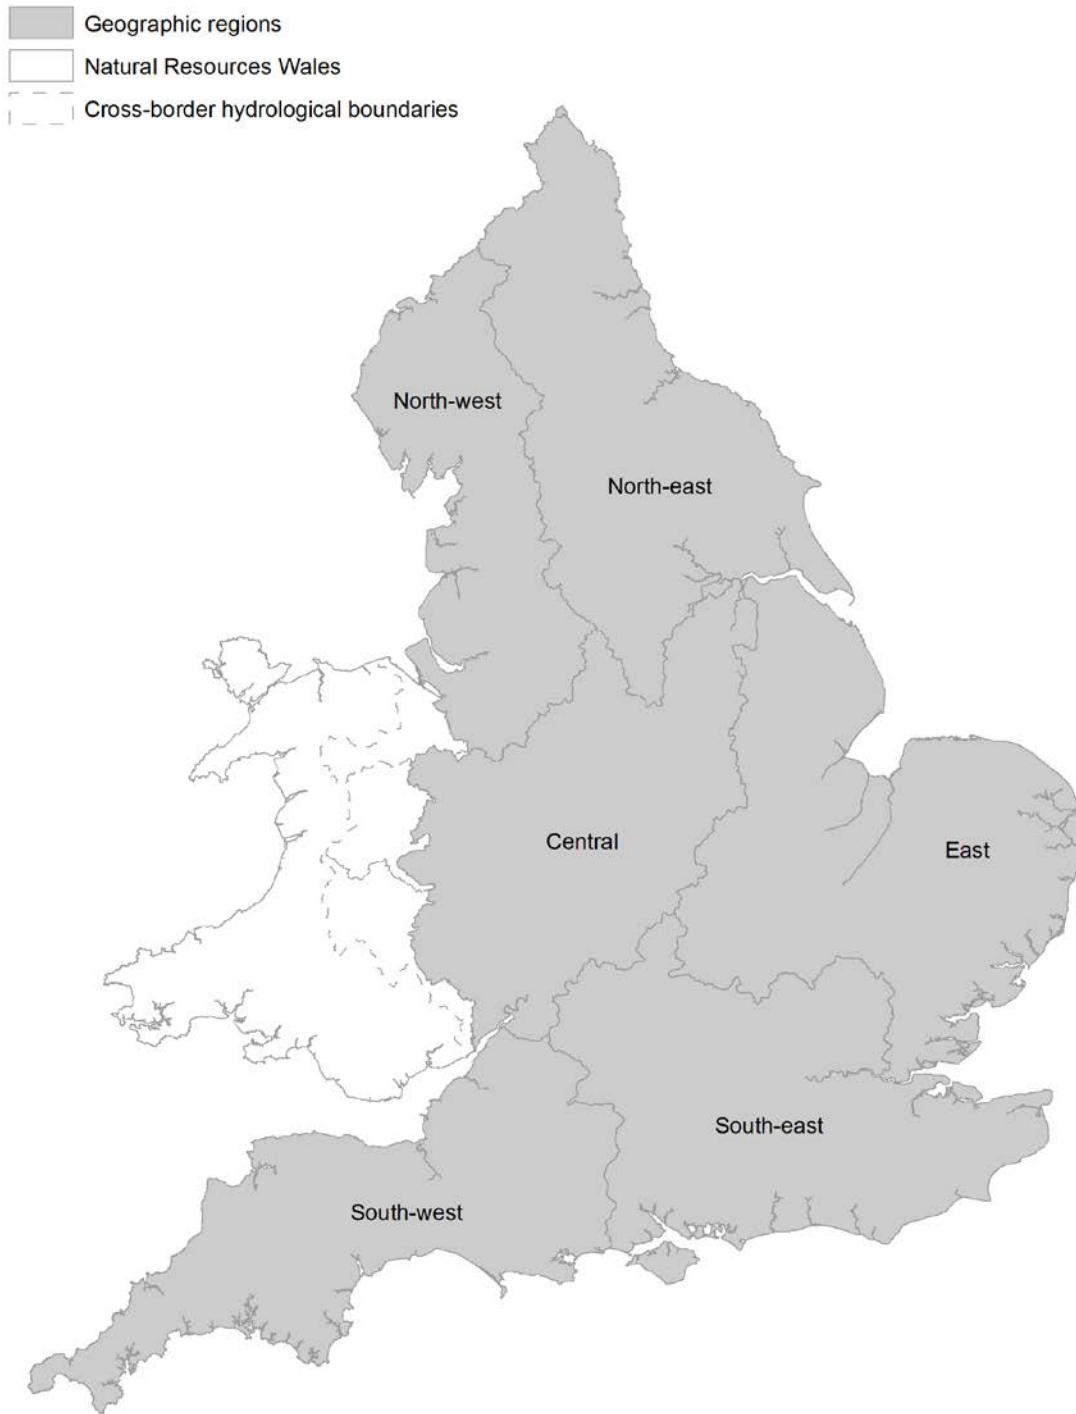 Geographic regions
Natural Resources Wales
Cross-border hydrological boundaries
North-west
North-east
Central
East
South-east
South-west